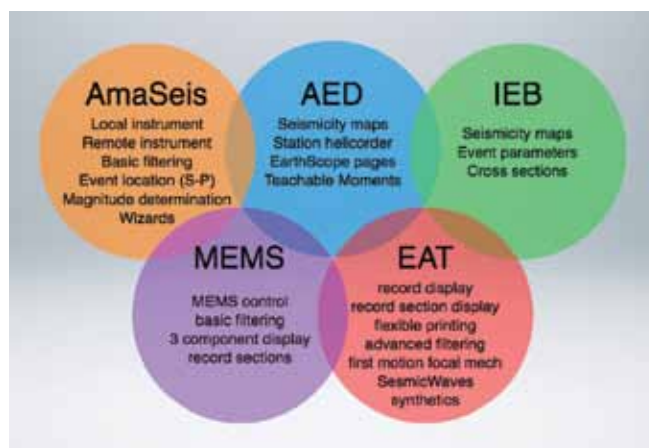 AmaSeis
Local instrument
Remote instrument
Basic filtering
Event location (S-P)
Magnitude determination
Wizards
AED
Seismicity maps
Station helicorder
EarthScope pages
Teachable Moments
IEB
Seismicity maps
Event parameters
Cross sections
MEMS
MEMS control
basic filtering
3 component display
record sections
EAT
record display
record section display
flexible printing
advanced filtering
first motion focal mech
SesmicWaves
synthetics